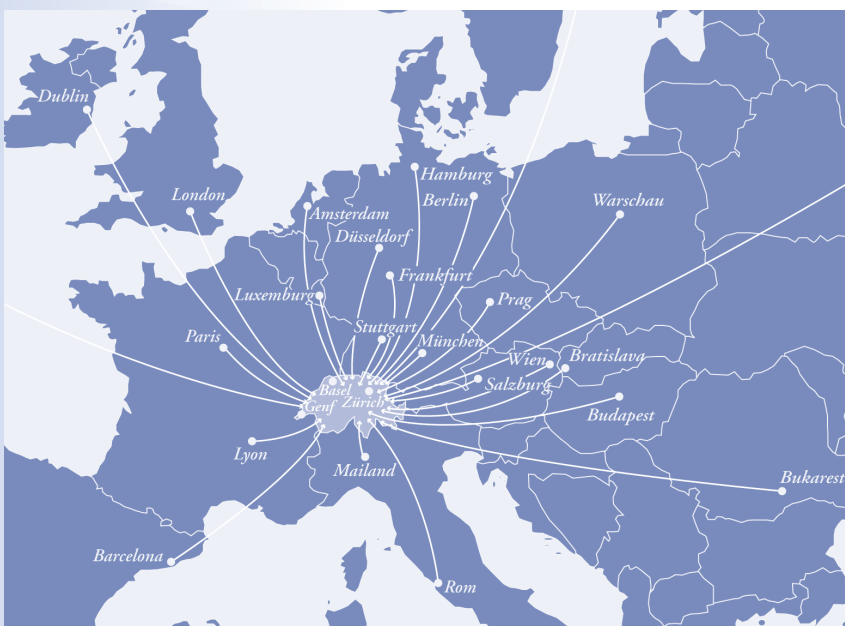 Dublin
Hamburg
London
Berlin
Warschau
Amsterdam
Düsseldorf
Frankfurt
Luxemburg
Prag
Stuttgart
Paris
München
Wien
Bratislava
Salzburg
Basel
Genf
Zürich
Budapest
Lyon
Mailand
Bukarest
Barcelona
Rom